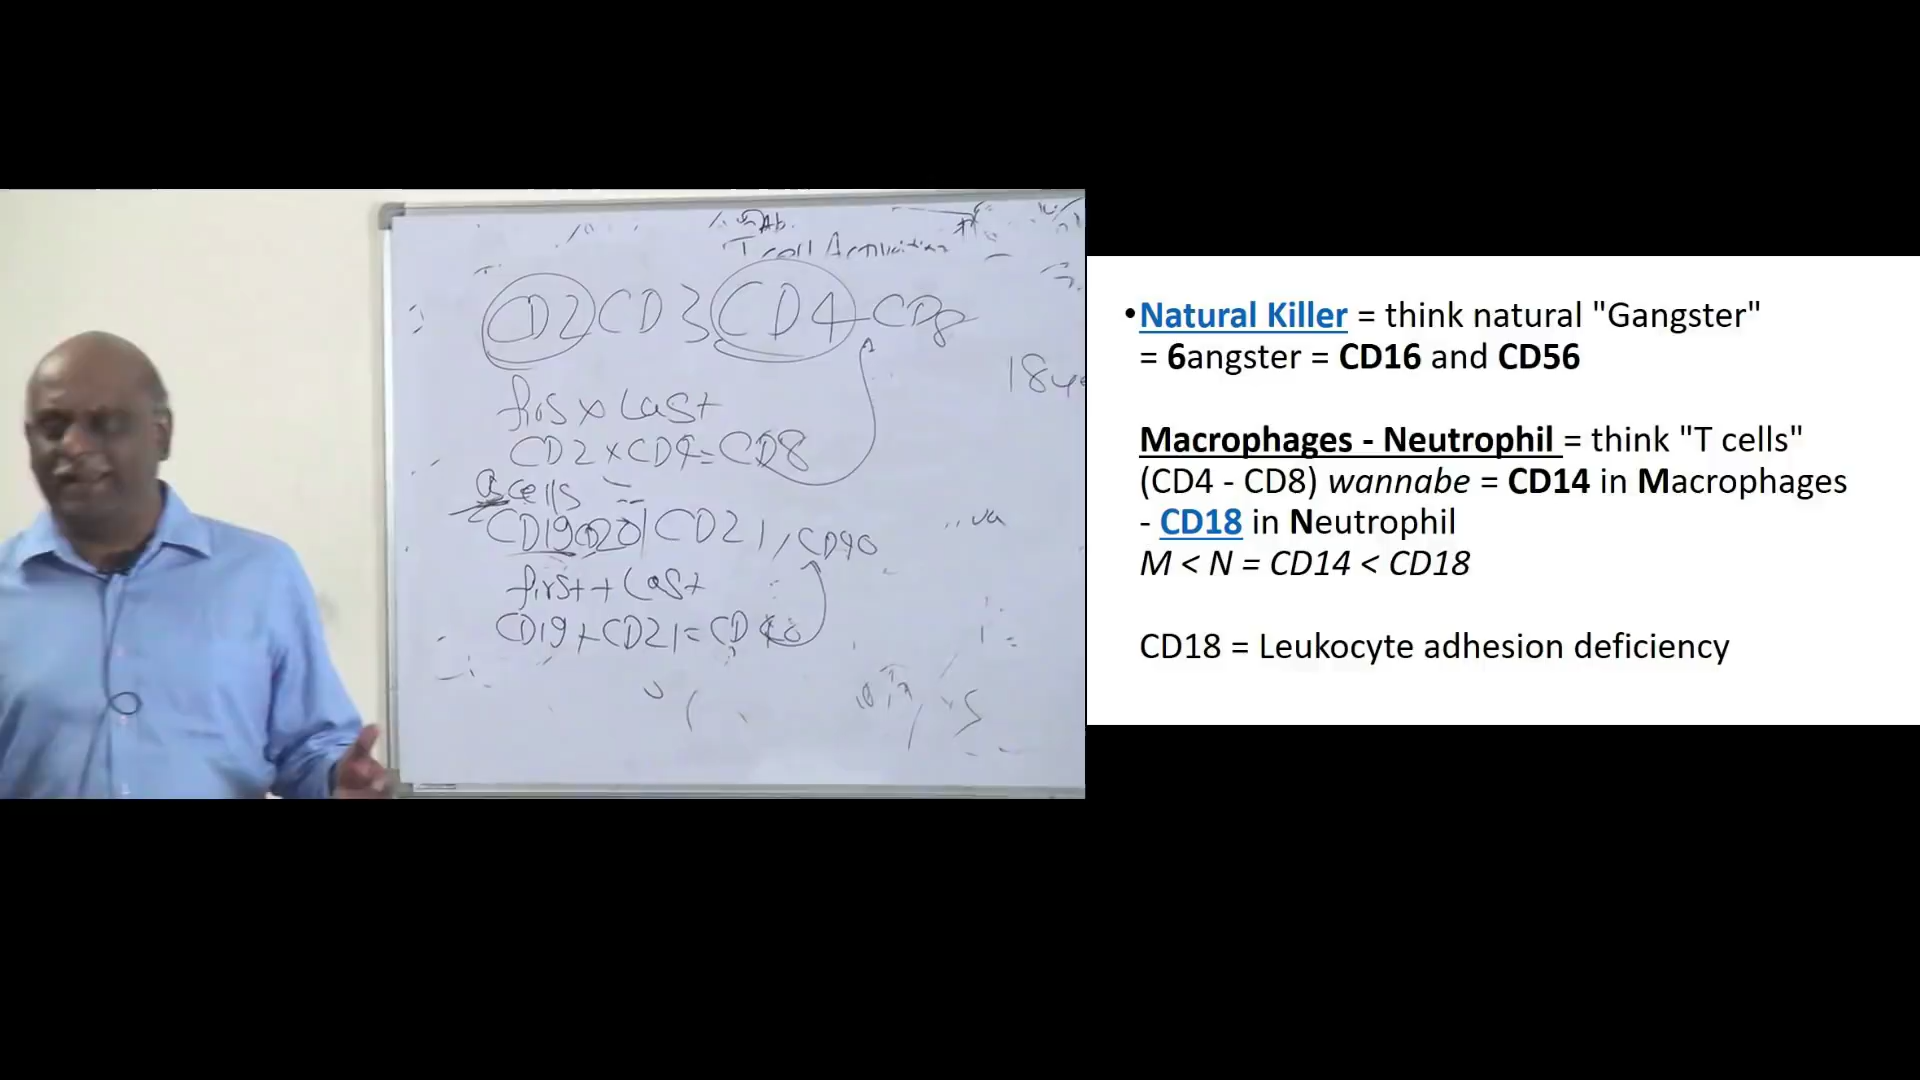 T cell Activation
CD2 CD3 CD4 CD8
first x Last
CD2 x CD4 = CD8
B cells
CD19 CD20 CD21, CD40
first + Last
CD19 + CD21 = CD40
•Natural Killer = think natural "Gangster"
= 6angster = CD16 and CD56
Macrophages - Neutrophil = think "T cells"
(CD4 - CD8) wannabe = CD14 in Macrophages
- CD18 in Neutrophil
M < N = CD14 < CD18
CD18 = Leukocyte adhesion deficiency